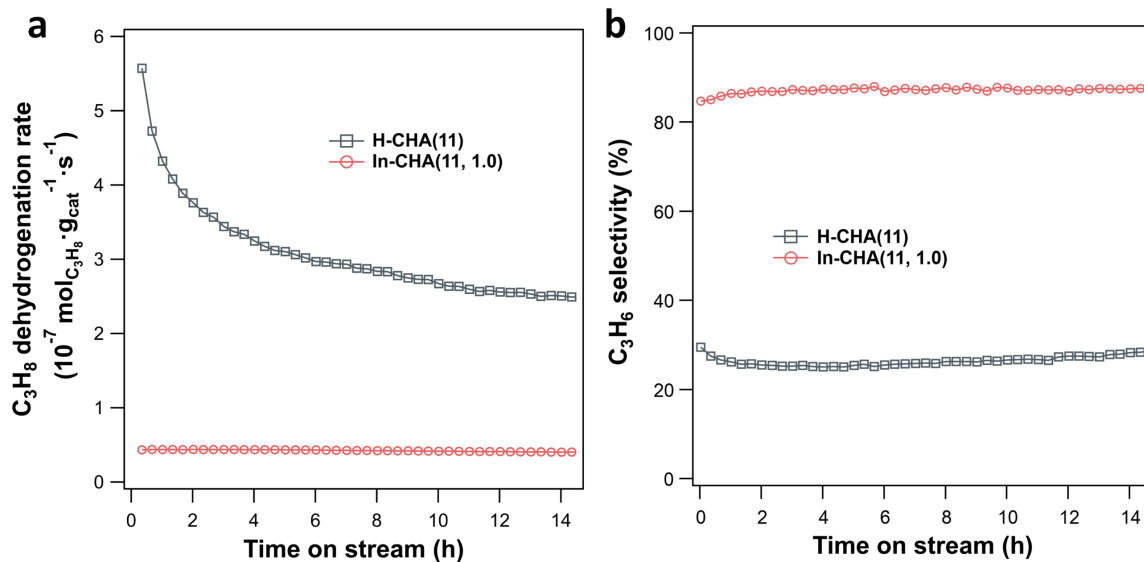 a
C₃H₈ dehydrogenation rate
(10⁻⁷ mol_C₃H₈·g_cat⁻¹·s⁻¹)
6
5
4
3
2
1
0
H-CHA(11)
In-CHA(11, 1.0)
0 2 4 6 8 10 12 14
Time on stream (h)
b
C₃H₆ selectivity (%)
100
80
60
40
20
0
H-CHA(11)
In-CHA(11, 1.0)
0 2 4 6 8 10 12 14
Time on stream (h)